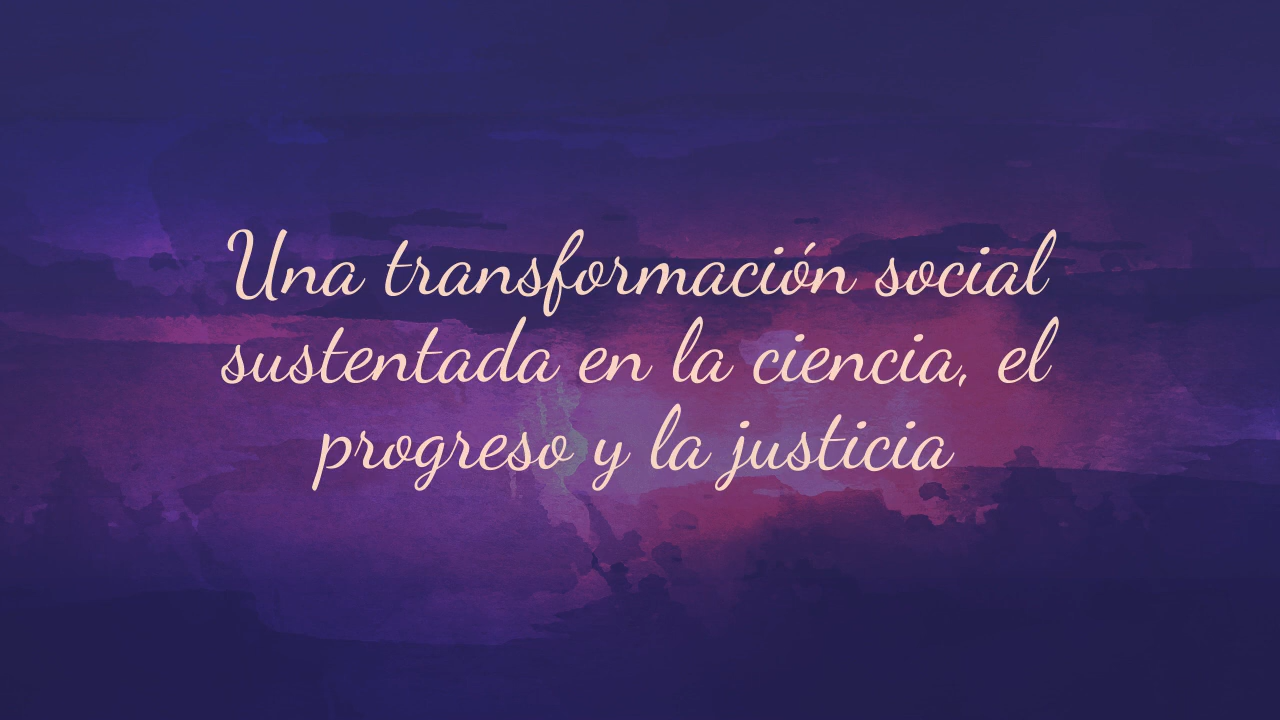 Una transformación social
sustentada en la ciencia, el
progreso y la justicia